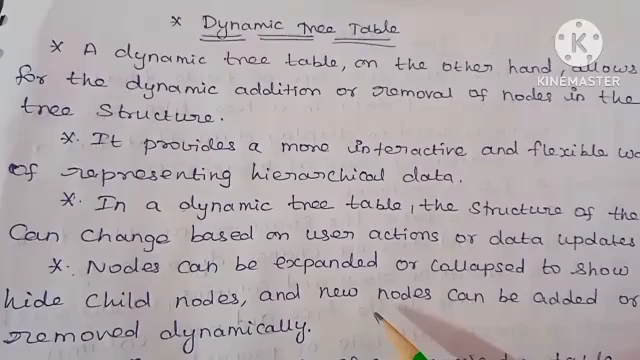 * Dynamic Tree Table
* A dynamic tree table, on the other hand, allows
for the dynamic addition or removal of nodes in the
tree structure.
*. It provides a more interactive and flexible wa
of representing hierarchical data.
*. In a dynamic tree table, the structure of the
Can change based on user actions or data updates
*. Nodes can be expanded or collapsed to show
hide child nodes, and new nodes can be added or
removed dynamically.
KINEMASTER